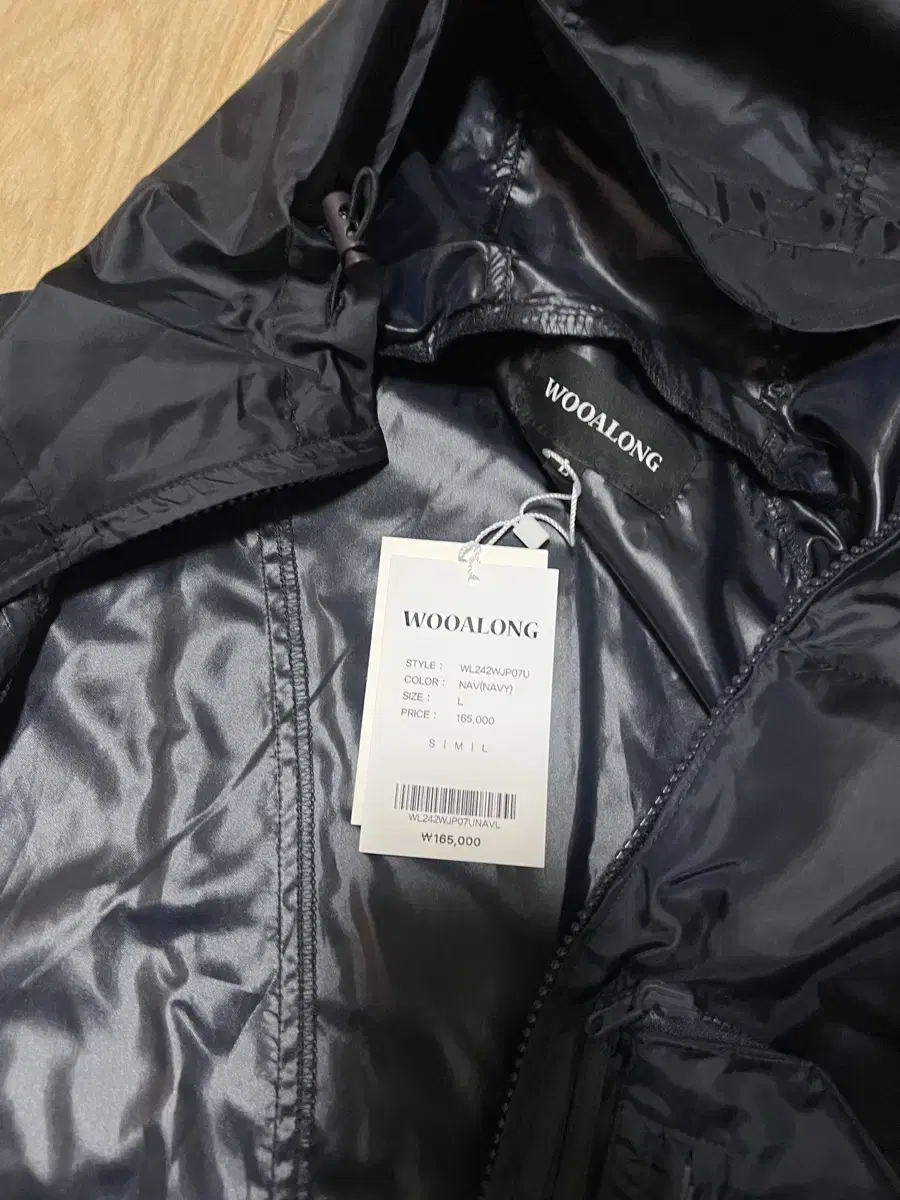 WOOALONG
WOOALONG
STYLE : WL242WJP07U
COLOR : NAV(NAVY)
SIZE : L
PRICE : 165,000
S | M | L
WL242WJP07UNAVL
₩165,000